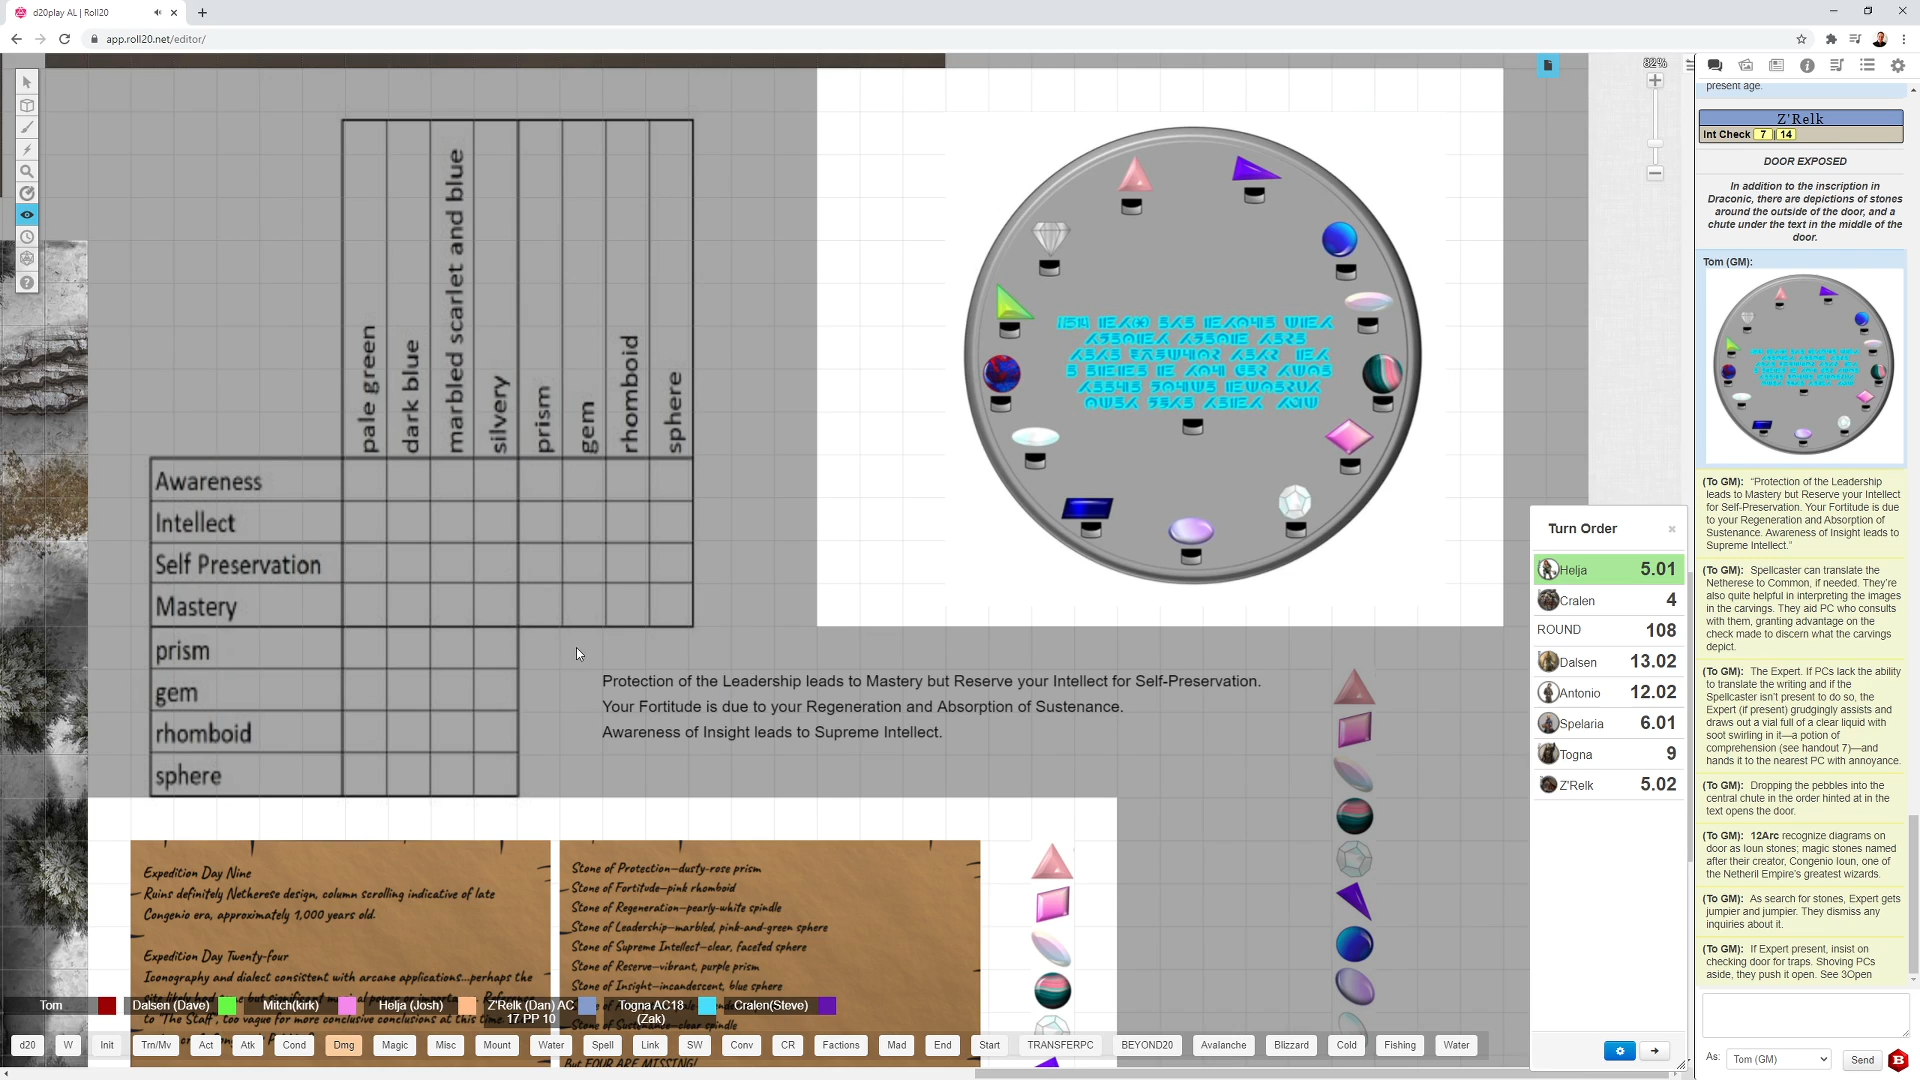 d20play AL | Roll20
app.roll20.net/editor/
82%
pale green
dark blue
marbled scarlet and blue
silvery
prism
gem
rhomboid
sphere
Awareness
Intellect
Self Preservation
Mastery
prism
gem
rhomboid
sphere
Protection of the Leadership leads to Mastery but Reserve your Intellect for Self-Preservation.
Your Fortitude is due to your Regeneration and Absorption of Sustenance.
Awareness of Insight leads to Supreme Intellect.
Expedition Day Nine
Ruins definitely Netherese design, column scrolling indicative of late
Congenio era, approximately 1,000 years old.
Expedition Day Twenty-four
Iconography and dialect consistent with arcane applications...perhaps the
to "The Staff", too vague for more conclusive conclusions at this time.
Stone of Protection—dusty-rose prism
Stone of Fortitude—pink rhomboid
Stone of Regeneration—pearly-white spindle
Stone of Leadership—marbled, pink-and-green sphere
Stone of Supreme Intellect—clear, faceted sphere
Stone of Reserve—vibrant, purple prism
Stone of Insight—incandescent, blue sphere
Stone of Sustenance—clear spindle
But FOUR ARE MISSING!
Tom
Dalsen (Dave)
Mitch(kirk)
Helja (Josh)
Z'Relk (Dan) AC
17 PP 10
Togna AC18
(Zak)
Cralen(Steve)
d20 W Init Trn/Mv Act Atk Cond Dmg Magic Misc Mount Water Spell Link SW Conv CR Factions Mad End Start TRANSFERPC BEYOND20 Avalanche Blizzard Cold Fishing Water
Turn Order
Helja 5.01
Cralen 4
ROUND 108
Dalsen 13.02
Antonio 12.02
Spelaria 6.01
Togna 9
Z'Relk 5.02
present age.
Z'Relk
Int Check 7 | 14
DOOR EXPOSED
In addition to the inscription in
Draconic, there are depictions of stones
around the outside of the door, and a
chute under the text in the middle of the
door.
Tom (GM):
(To GM): "Protection of the Leadership
leads to Mastery but Reserve your Intellect
for Self-Preservation. Your Fortitude is due
to your Regeneration and Absorption of
Sustenance. Awareness of Insight leads to
Supreme Intellect."
(To GM): Spellcaster can translate the
Netherese to Common, if needed. They're
also quite helpful in interpreting the images
in the carvings. They aid PC who consults
with them, granting advantage on the
check made to discern what the carvings
depict.
(To GM): The Expert. If PCs lack the ability
to translate the writing and if the
Spellcaster isn't present to do so, the
Expert (if present) grudgingly assists and
draws out a vial full of a clear liquid with
soot swirling in it—a potion of
comprehension (see handout 7)—and
hands it to the nearest PC with annoyance.
(To GM): Dropping the pebbles into the
central chute in the order hinted at in the
text opens the door.
(To GM): 12Arc recognize diagrams on
door as Ioun stones; magic stones named
after their creator, Congenio Ioun, one of
the Netheril Empire's greatest wizards.
(To GM): As search for stones, Expert gets
jumpier and jumpier. They dismiss any
inquiries about it.
(To GM): If Expert present, insist on
checking door for traps. Shoving PCs
aside, they push it open. See 3Open
As: Tom (GM) Send